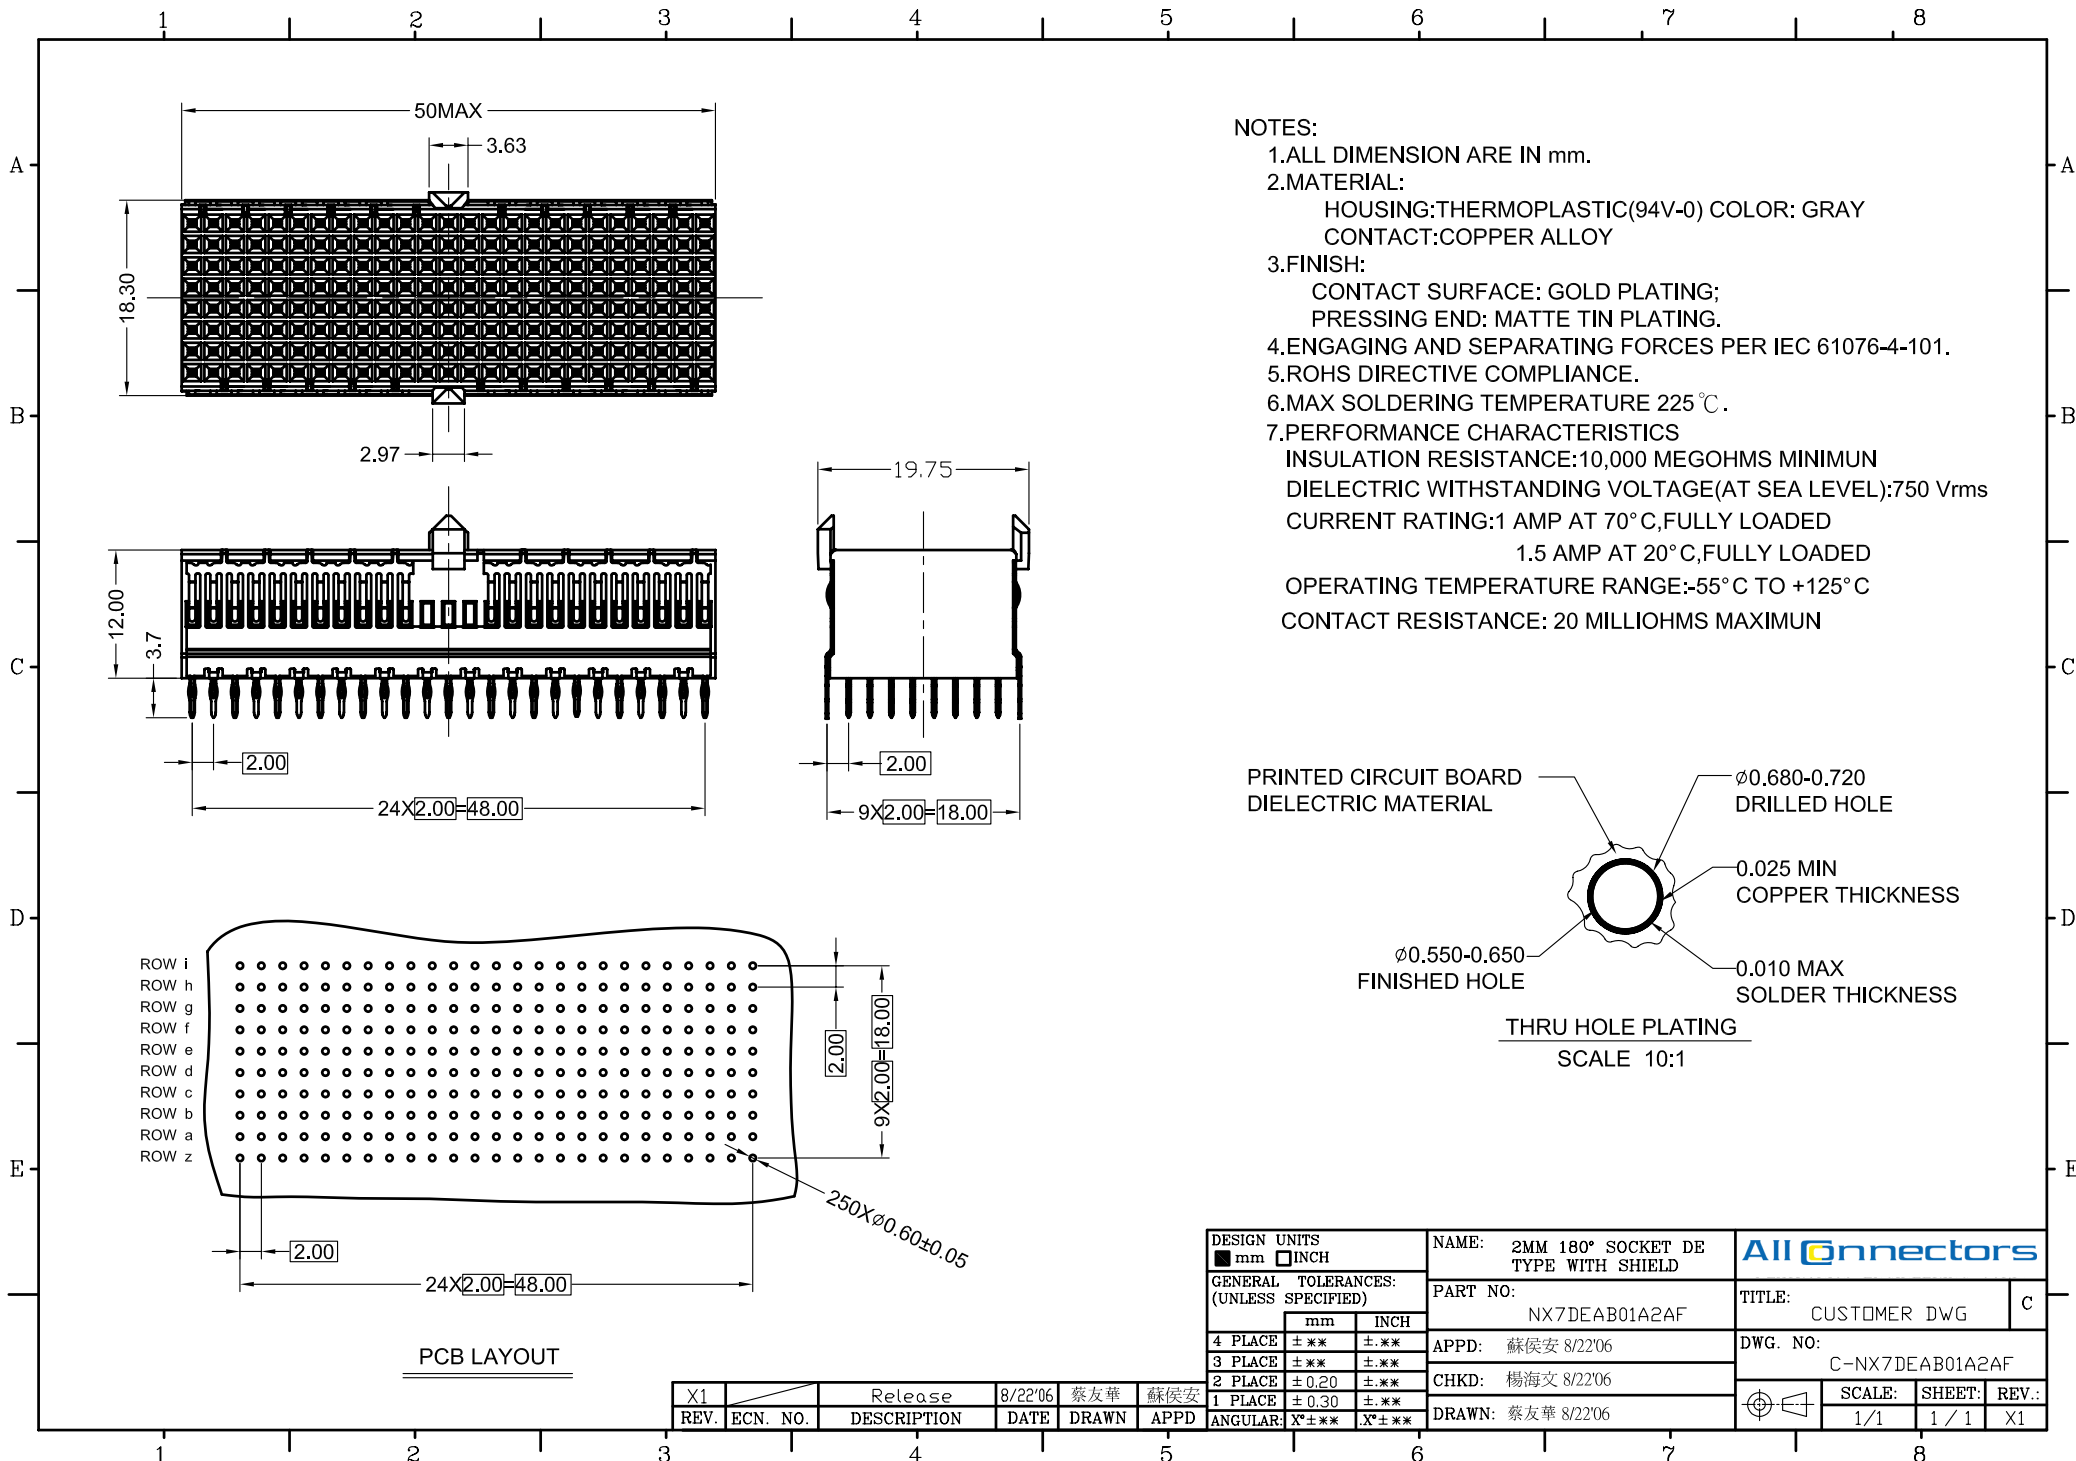 1 2 3 4 5 6 7 8
A
B
C
D
E
A
B
C
D
E
50MAX
3.63
18.30
2.97
12.00
3.7
2.00
24X2.00=48.00
19.75
2.00
9X2.00=18.00
NOTES:
1.ALL DIMENSION ARE IN mm.
2.MATERIAL:
HOUSING:THERMOPLASTIC(94V-0) COLOR: GRAY
CONTACT:COPPER ALLOY
3.FINISH:
CONTACT SURFACE: GOLD PLATING;
PRESSING END: MATTE TIN PLATING.
4.ENGAGING AND SEPARATING FORCES PER IEC 61076-4-101.
5.ROHS DIRECTIVE COMPLIANCE.
6.MAX SOLDERING TEMPERATURE 225℃.
7.PERFORMANCE CHARACTERISTICS
INSULATION RESISTANCE:10,000 MEGOHMS MINIMUN
DIELECTRIC WITHSTANDING VOLTAGE(AT SEA LEVEL):750 Vrms
CURRENT RATING:1 AMP AT 70°C,FULLY LOADED
1.5 AMP AT 20°C,FULLY LOADED
OPERATING TEMPERATURE RANGE:-55°C TO +125°C
CONTACT RESISTANCE: 20 MILLIOHMS MAXIMUN
PRINTED CIRCUIT BOARD
DIELECTRIC MATERIAL
Ø0.680-0.720
DRILLED HOLE
0.025 MIN
COPPER THICKNESS
Ø0.550-0.650
FINISHED HOLE
0.010 MAX
SOLDER THICKNESS
THRU HOLE PLATING
SCALE 10:1
ROW i
ROW h
ROW g
ROW f
ROW e
ROW d
ROW c
ROW b
ROW a
ROW z
2.00
9X2.00=18.00
250XØ0.60±0.05
2.00
24X2.00=48.00
PCB LAYOUT
X1 Release 8/22'06 蔡友華 蘇侯安
REV. ECN. NO. DESCRIPTION DATE DRAWN APPD
DESIGN UNITS
mm INCH
GENERAL TOLERANCES:
(UNLESS SPECIFIED)
mm INCH
4 PLACE ±** ±.**
3 PLACE ±** ±.**
2 PLACE ±0.20 ±.**
1 PLACE ±0.30 ±.**
ANGULAR: X°±** .X°±**
NAME: 2MM 180° SOCKET DE
TYPE WITH SHIELD
PART NO:
NX7DEAB01A2AF
APPD: 蘇侯安 8/22'06
CHKD: 楊海文 8/22'06
DRAWN: 蔡友華 8/22'06
All Connectors
TITLE:
CUSTOMER DWG
C
DWG. NO:
C-NX7DEAB01A2AF
SCALE: SHEET: REV.:
1/1 1 / 1 X1
1 2 3 4 5 6 7 8